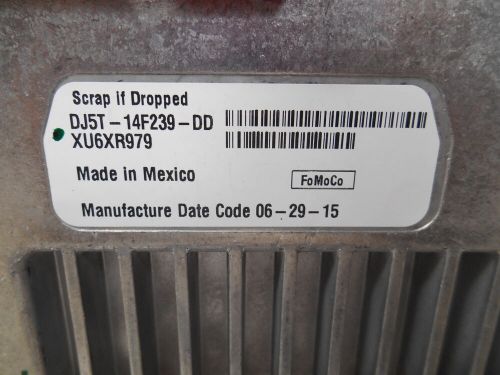 Scrap if Dropped
DJ5T-14F239-DD
XU6XR979
Made in Mexico
FoMoCo
Manufacture Date Code 06-29-15